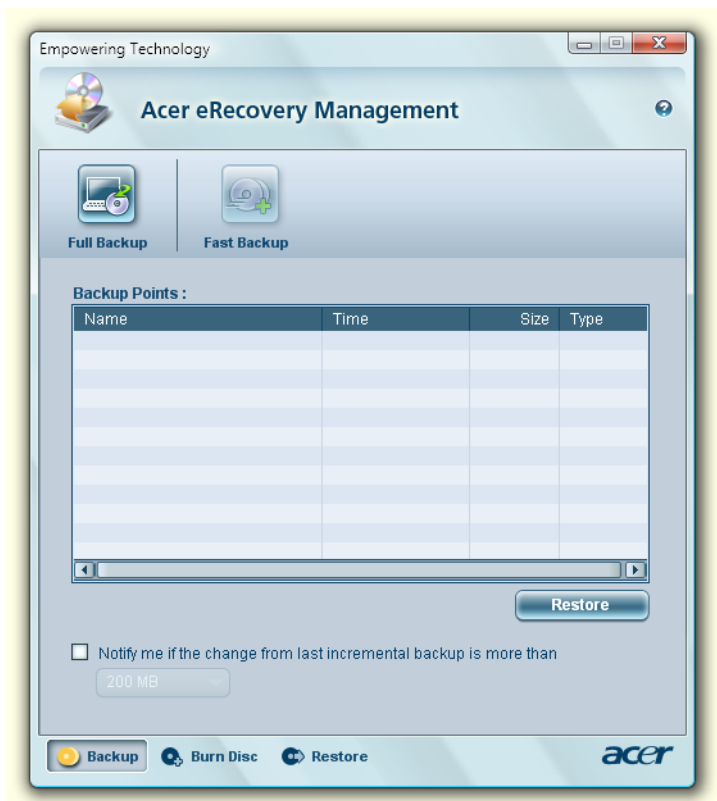 Empowering Technology
Acer eRecovery Management
Full Backup
Fast Backup
Backup Points :
Name Time Size Type
Restore
Notify me if the change from last incremental backup is more than
200 MB
Backup Burn Disc Restore acer